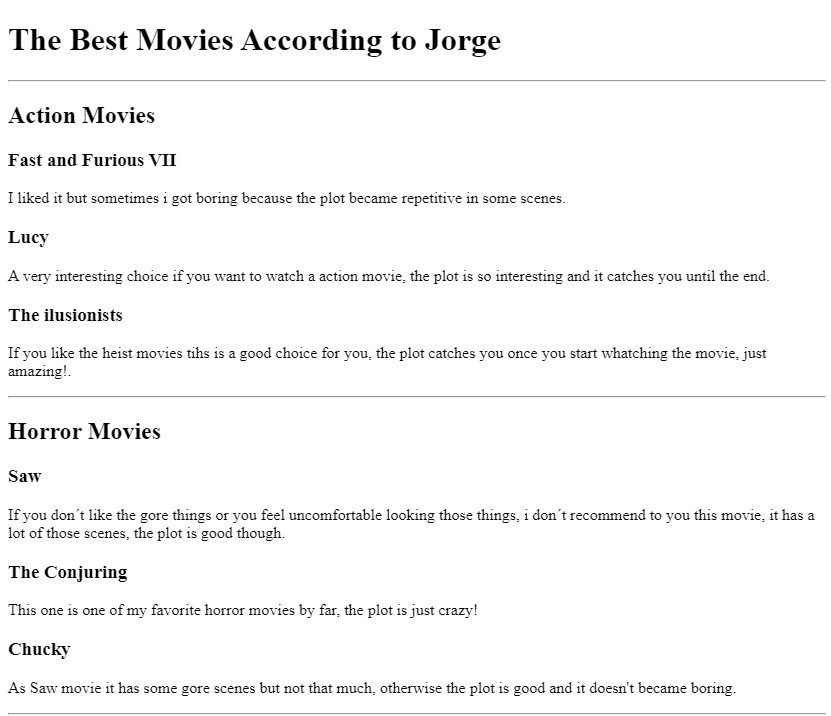 The Best Movies According to Jorge
Action Movies
Fast and Furious VII
I liked it but sometimes i got boring because the plot became repetitive in some scenes.
Lucy
A very interesting choice if you want to watch a action movie, the plot is so interesting and it catches you until the end.
The ilusionists
If you like the heist movies tihs is a good choice for you, the plot catches you once you start whatching the movie, just
amazing!.
Horror Movies
Saw
If you don´t like the gore things or you feel uncomfortable looking those things, i don´t recommend to you this movie, it has a
lot of those scenes, the plot is good though.
The Conjuring
This one is one of my favorite horror movies by far, the plot is just crazy!
Chucky
As Saw movie it has some gore scenes but not that much, otherwise the plot is good and it doesn't became boring.